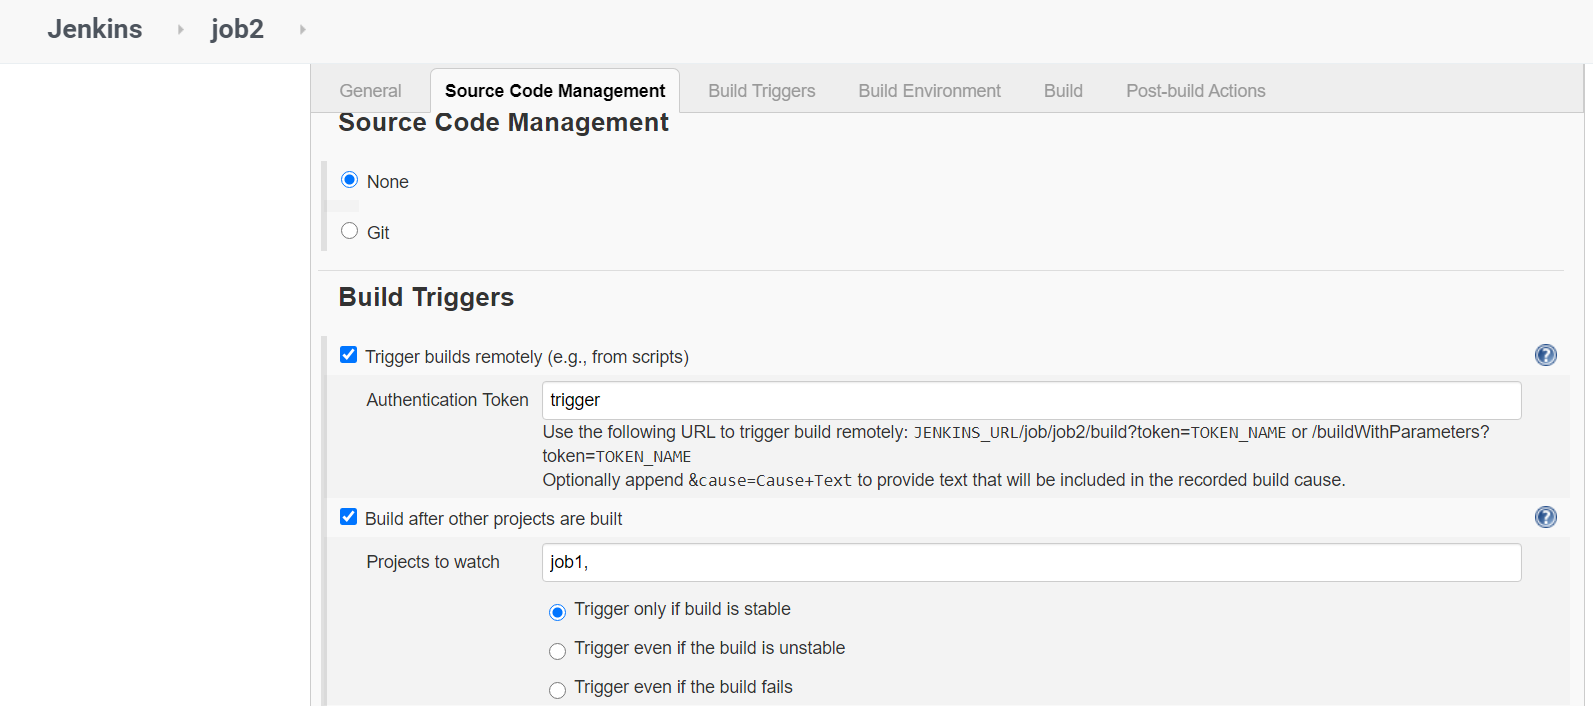 Jenkins job2
General Source Code Management Build Triggers Build Environment Build Post-build Actions
Source Code Management
None
Git
Build Triggers
Trigger builds remotely (e.g., from scripts)
Authentication Token trigger
Use the following URL to trigger build remotely: JENKINS_URL/job/job2/build?token=TOKEN_NAME or /buildWithParameters?
token=TOKEN_NAME
Optionally append &cause=Cause+Text to provide text that will be included in the recorded build cause.
Build after other projects are built
Projects to watch job1,
Trigger only if build is stable
Trigger even if the build is unstable
Trigger even if the build fails